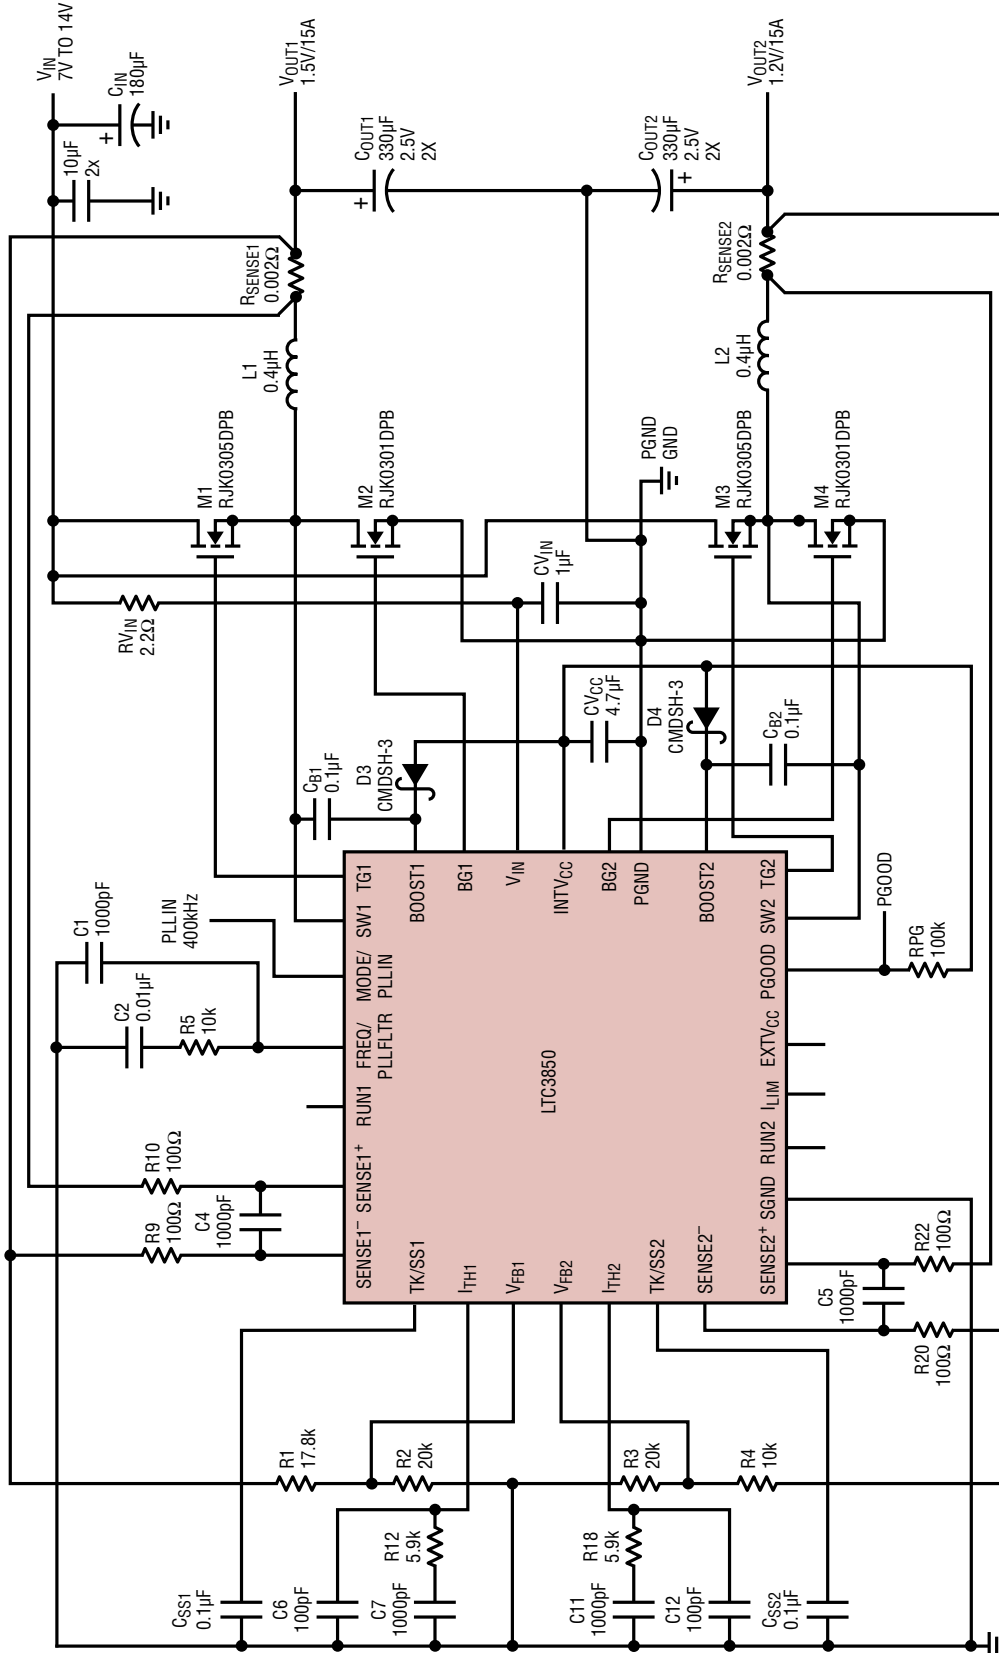 VIN
7V TO 14V
CIN
180µF
+
10µF
2x
VOUT1
1.5V/15A
COUT1
330µF
2.5V
2X
+
COUT2
330µF
2.5V
2X
+
VOUT2
1.2V/15A
RSENSE1
0.002Ω
RSENSE2
0.002Ω
L1
0.4µH
L2
0.4µH
M1
RJK0305DPB
M2
RJK0301DPB
PGND
GND
M3
RJK0305DPB
M4
RJK0301DPB
RVIN
2.2Ω
CVIN
1µF
CVCC
4.7µF
D4
CMDSH-3
CB2
0.1µF
CB1
0.1µF
D3
CMDSH-3
C1
1000pF
PLLIN
400kHz
C2
0.01µF
R5
10k
R10
100Ω
R9
100Ω
C4
1000pF
SENSE1–
SENSE1+
RUN1
FREQ/
PLLFLTR
MODE/
PLLIN
SW1
TG1
BOOST1
BG1
VIN
INTVCC
BG2
PGND
BOOST2
LTC3850
TK/SS1
ITH1
VFB1
VFB2
ITH2
TK/SS2
SENSE2–
SENSE2+
SGND
RUN2
ILIM
EXTVCC
PGOOD
SW2
TG2
PGOOD
RPG
100k
C5
1000pF
R22
100Ω
R20
100Ω
R1
17.8k
R2
20k
R3
20k
R4
10k
R12
5.9k
R18
5.9k
CSS1
0.1µF
C6
100pF
C7
1000pF
C11
1000pF
C12
100pF
CSS2
0.1µF